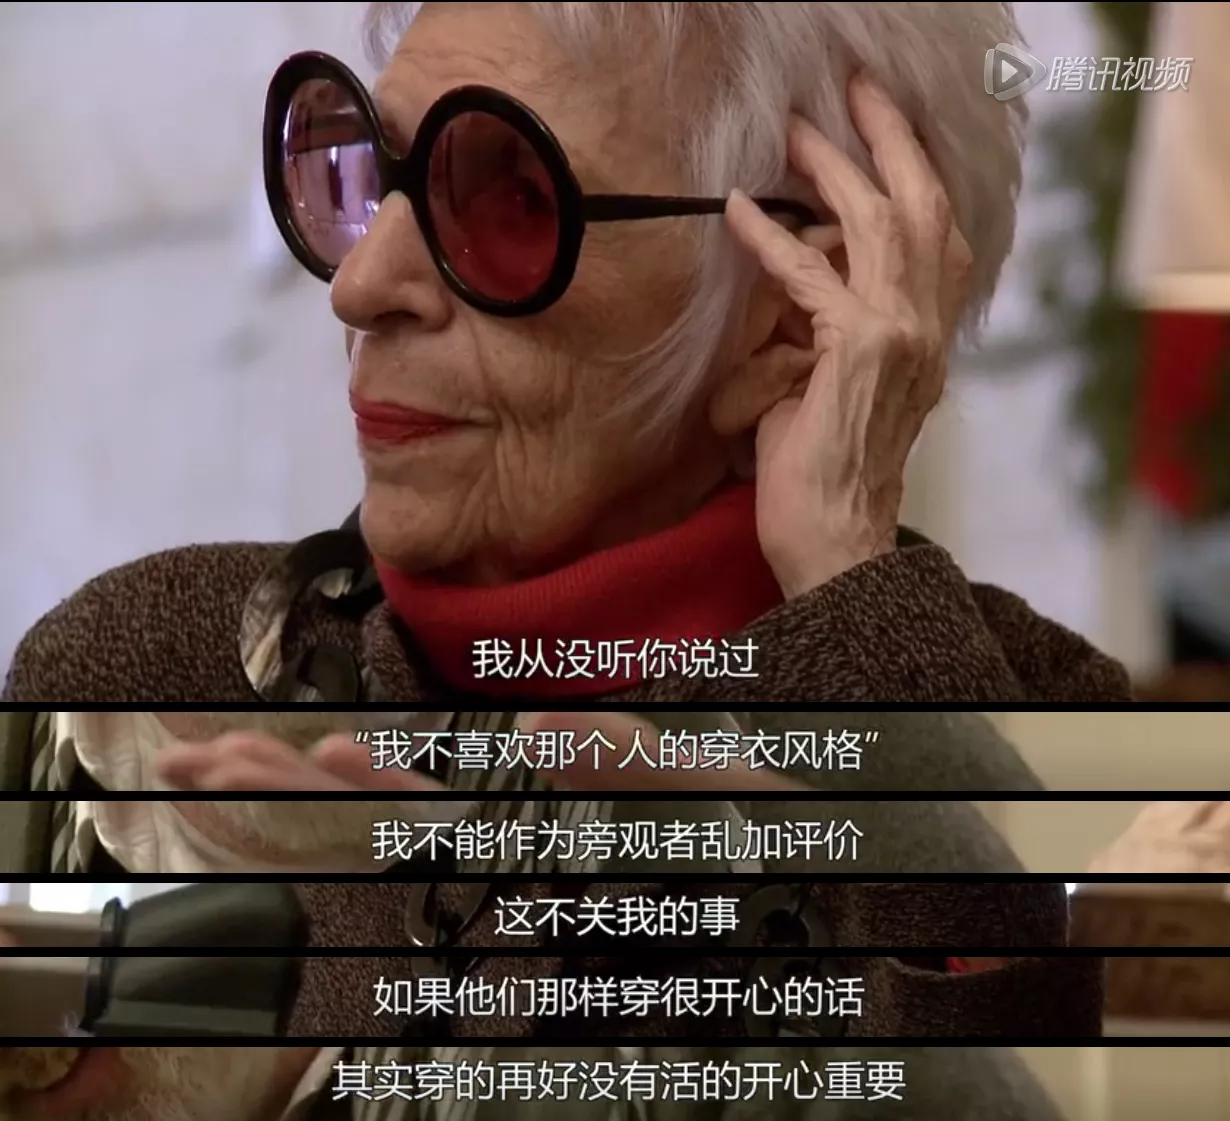 腾讯视频
我从没听你说过
“我不喜欢那个人的穿衣风格”
我不能作为旁观者乱加评价
这不关我的事
如果他们那样穿很开心的话
其实穿的再好没有活的开心重要